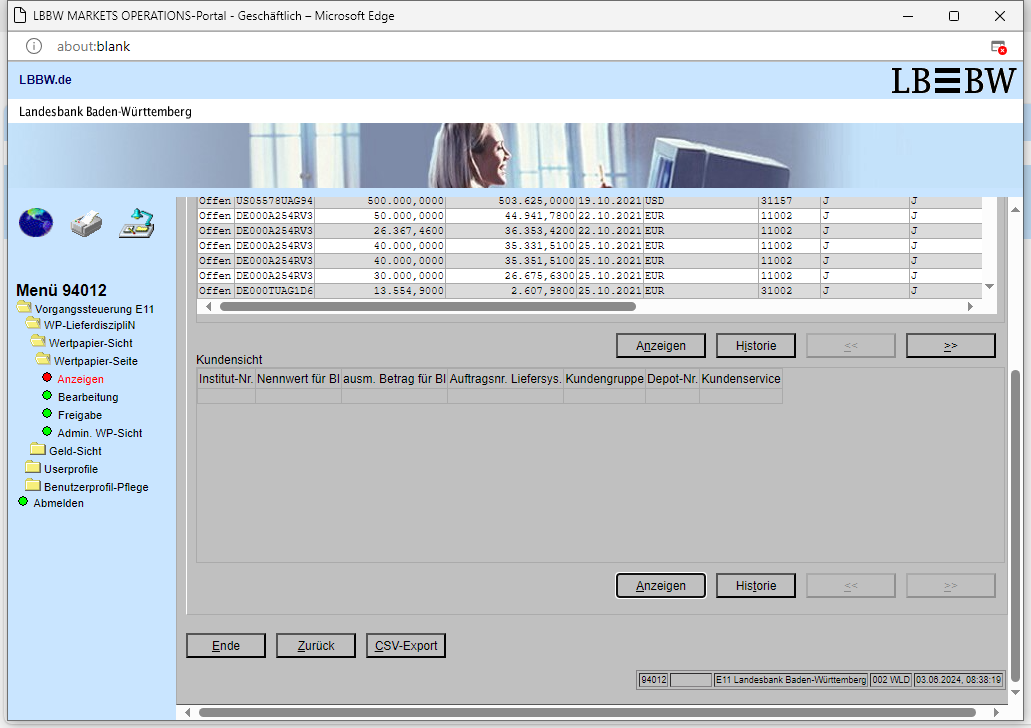 LBBW MARKETS OPERATIONS-Portal - Geschäftlich – Microsoft Edge
about:blank
LBBW.de
LBBW
Landesbank Baden-Württemberg
Offen US05578UAG94 500.000,0000 503.625,0000 19.10.2021 USD 31157 J J
Offen DE000A254RV3 50.000,0000 44.941,7800 22.10.2021 EUR 11002 J J
Offen DE000A254RV3 26.367,4600 36.353,4200 22.10.2021 EUR 11002 J J
Offen DE000A254RV3 40.000,0000 35.331,5100 25.10.2021 EUR 11002 J J
Offen DE000A254RV3 40.000,0000 35.351,5100 25.10.2021 EUR 11002 J J
Offen DE000A254RV3 30.000,0000 26.675,6300 25.10.2021 EUR 11002 J J
Offen DE000TUAG1D6 13.554,9000 2.607,9800 25.10.2021 EUR 31002 J J
Menü 94012
Vorgangssteuerung E11
WP-LieferdiszipliN
Wertpapier-Sicht
Wertpapier-Seite
Anzeigen
Bearbeitung
Freigabe
Admin. WP-Sicht
Geld-Sicht
Userprofile
Benutzerprofil-Pflege
Abmelden
Anzeigen Historie << >>
Kundensicht
Institut-Nr. Nennwert für BI ausm. Betrag für BI Auftragsnr. Liefersys. Kundengruppe Depot-Nr. Kundenservice
Anzeigen Historie << >>
Ende Zurück CSV-Export
94012 E11 Landesbank Baden-Württemberg 002 WLD 03.06.2024, 08:38:19